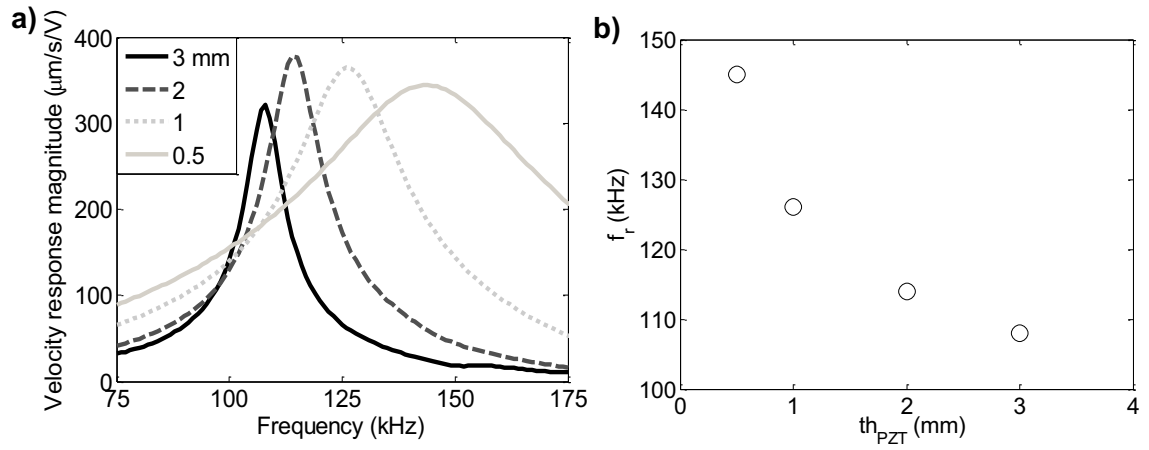 a)
Velocity response magnitude (µm/s/V)
400
300
200
100
0
3 mm
2
1
0.5
75 100 125 150 175
Frequency (kHz)
b)
f_r (kHz)
150
140
130
120
110
100
0 1 2 3 4
th_PZT (mm)